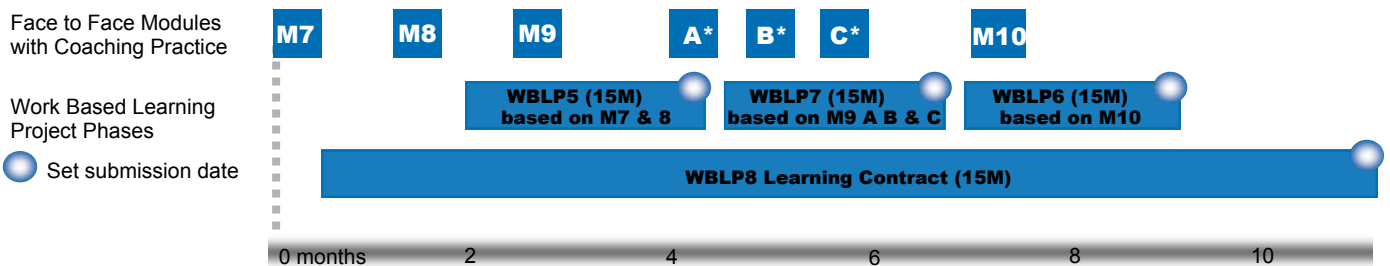 Face to Face Modules
with Coaching Practice
M7
M8
M9
A*
B*
C*
M10
Work Based Learning
Project Phases
WBLP5 (15M)
based on M7 & 8
WBLP7 (15M)
based on M9 A B & C
WBLP6 (15M)
based on M10
Set submission date
WBLP8 Learning Contract (15M)
0 months
2
4
6
8
10